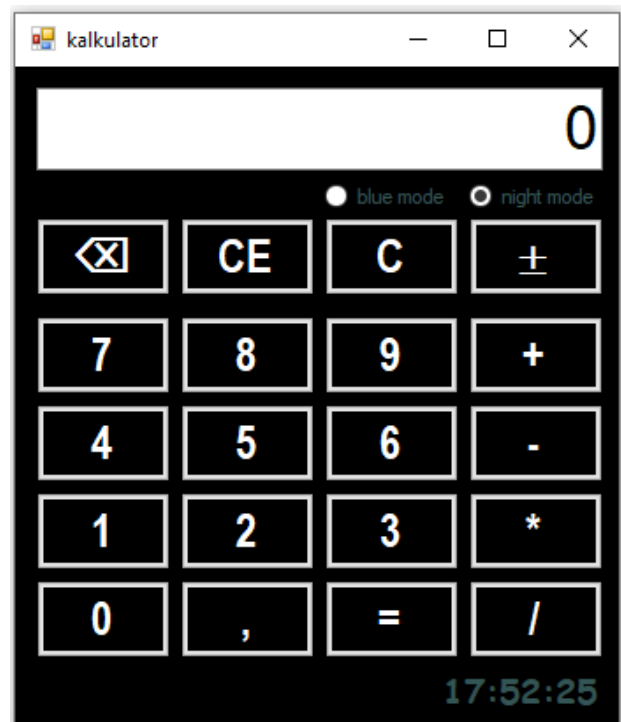 kalkulator
0
blue mode night mode
⌫ CE C ±
7 8 9 +
4 5 6 -
1 2 3 *
0 , = /
17:52:25